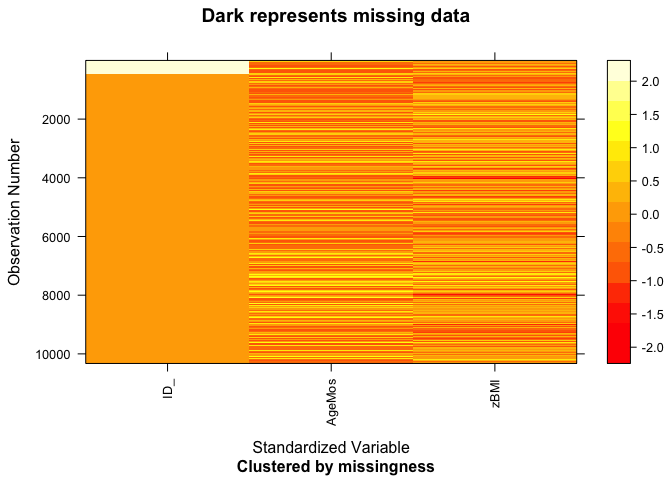 Dark represents missing data
Observation Number
2000
4000
6000
8000
10000
2.0
1.5
1.0
0.5
0.0
-0.5
-1.0
-1.5
-2.0
ID_
AgeMos
zBMI
Standardized Variable
Clustered by missingness